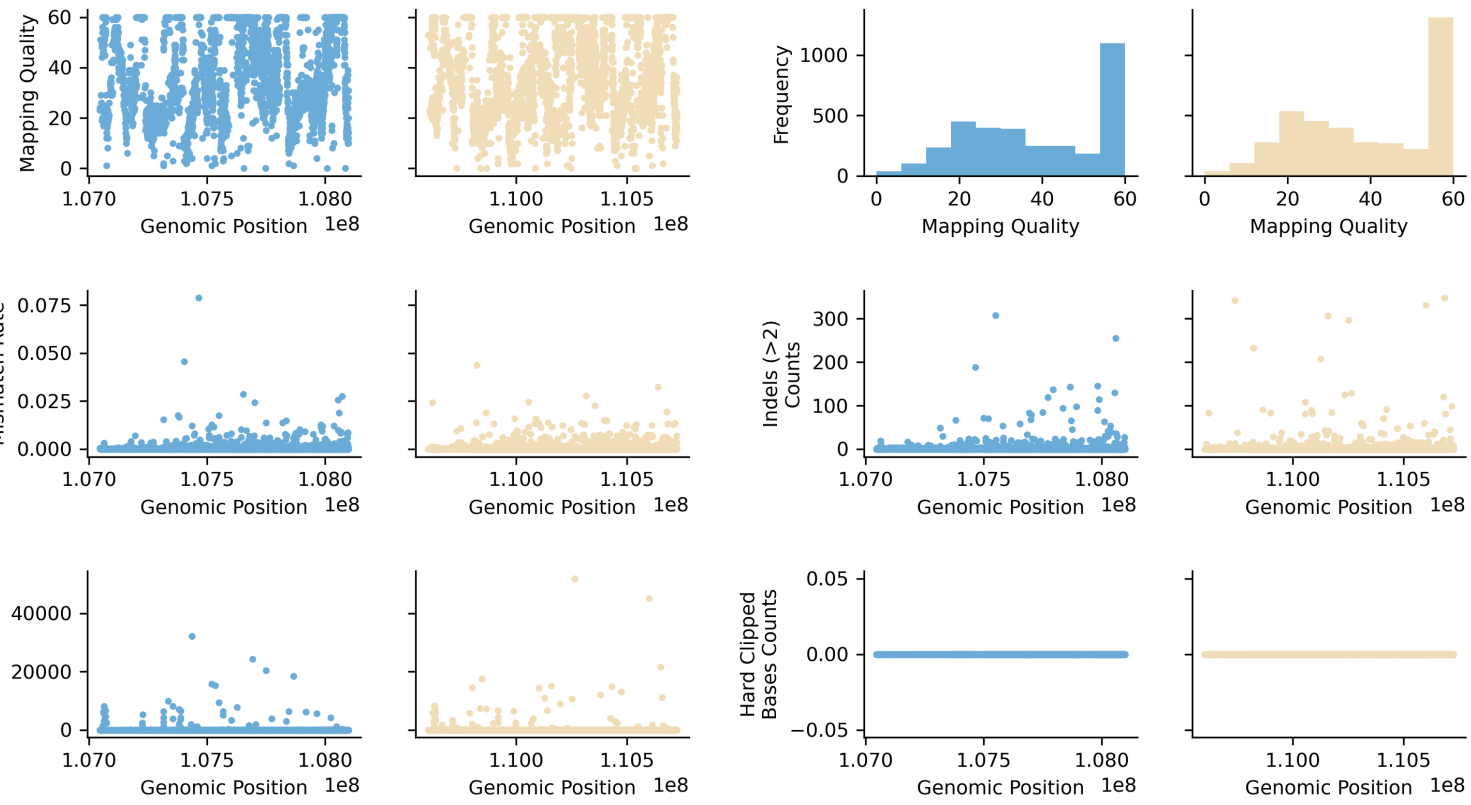 Mapping Quality
60
40
20
0
1.070
1.075
1.080
1e8
Genomic Position
1.100
1.105
1e8
Genomic Position
Frequency
1000
500
0
0
20
40
60
Mapping Quality
0
20
40
60
Mapping Quality
0.075
0.050
0.025
0.000
1.070
1.075
1.080
1e8
Genomic Position
1.100
1.105
1e8
Genomic Position
Indels (>2)
Counts
300
200
100
0
1.070
1.075
1.080
1e8
Genomic Position
1.100
1.105
1e8
Genomic Position
40000
20000
0
1.070
1.075
1.080
1e8
Genomic Position
1.100
1.105
1e8
Genomic Position
Hard Clipped
Bases Counts
0.05
0.00
−0.05
1.070
1.075
1.080
1e8
Genomic Position
1.100
1.105
1e8
Genomic Position